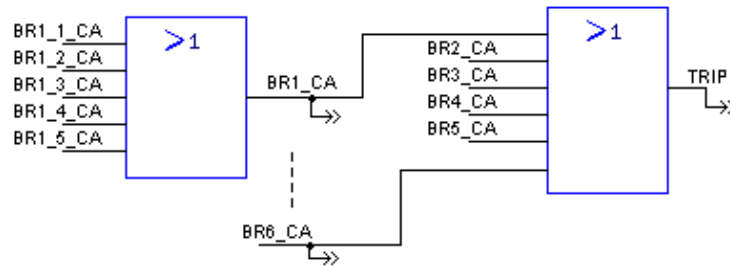 BR1_1_CA
BR1_2_CA
BR1_3_CA
BR1_4_CA
BR1_5_CA
>1
BR1_CA
BR2_CA
BR3_CA
BR4_CA
BR5_CA
>1
TRIP
BR6_CA